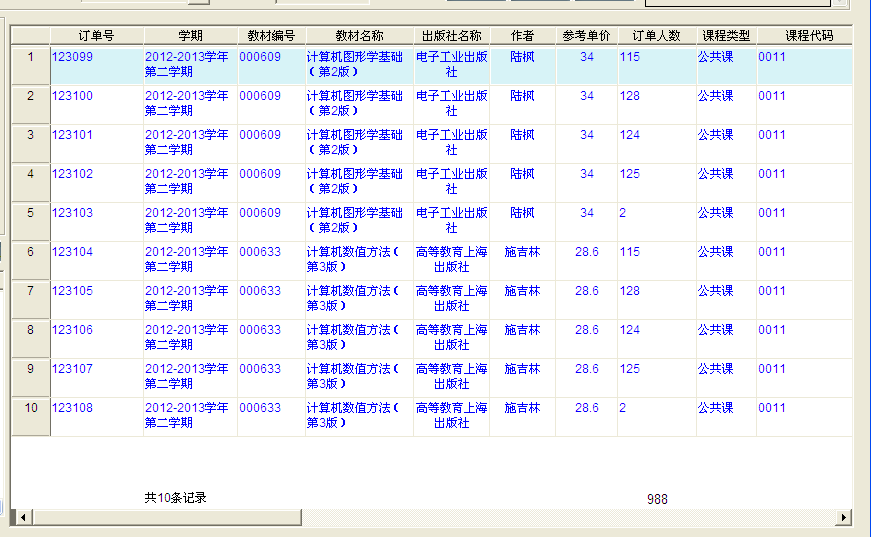 订单号 学期 教材编号 教材名称 出版社名称 作者 参考单价 订单人数 课程类型 课程代码
1 123099 2012-2013学年 000609 计算机图形学基础 电子工业出版 陆枫 34 115 公共课 0011
第二学期 （第2版） 社
2 123100 2012-2013学年 000609 计算机图形学基础 电子工业出版 陆枫 34 128 公共课 0011
第二学期 （第2版） 社
3 123101 2012-2013学年 000609 计算机图形学基础 电子工业出版 陆枫 34 124 公共课 0011
第二学期 （第2版） 社
4 123102 2012-2013学年 000609 计算机图形学基础 电子工业出版 陆枫 34 125 公共课 0011
第二学期 （第2版） 社
5 123103 2012-2013学年 000609 计算机图形学基础 电子工业出版 陆枫 34 2 公共课 0011
第二学期 （第2版） 社
6 123104 2012-2013学年 000633 计算机数值方法（ 高等教育上海 施吉林 28.6 115 公共课 0011
第二学期 第3版） 出版社
7 123105 2012-2013学年 000633 计算机数值方法（ 高等教育上海 施吉林 28.6 128 公共课 0011
第二学期 第3版） 出版社
8 123106 2012-2013学年 000633 计算机数值方法（ 高等教育上海 施吉林 28.6 124 公共课 0011
第二学期 第3版） 出版社
9 123107 2012-2013学年 000633 计算机数值方法（ 高等教育上海 施吉林 28.6 125 公共课 0011
第二学期 第3版） 出版社
10 123108 2012-2013学年 000633 计算机数值方法（ 高等教育上海 施吉林 28.6 2 公共课 0011
第二学期 第3版） 出版社
共10条记录 988